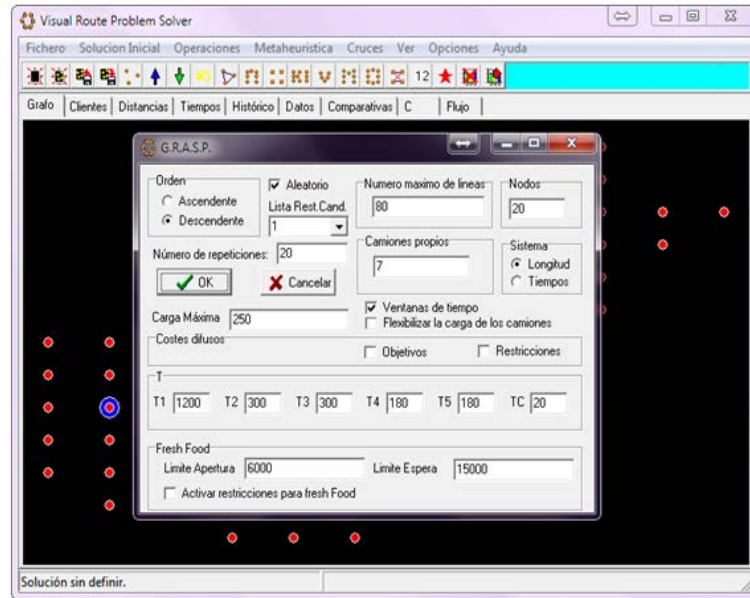 Visual Route Problem Solver
Fichero Solucion Inicial Operaciones Metaheuristica Cruces Ver Opciones Ayuda
12
Grafo Clientes Distancias Tiempos Histórico Datos Comparativas C Flujo
G.R.A.S.P.
Orden
Ascendente
Descendente
Aleatorio
Lista Rest.Cand.
1
Numero maximo de lineas
80
Nodos
20
Número de repeticiones: 20
Camiones propios
7
Sistema
Longitud
Tiempos
OK Cancelar
Carga Máxima 250
Ventanas de tiempo
Flexibilizar la carga de los camiones
Costes difusos
Objetivos Restricciones
T
T1 1200 T2 300 T3 300 T4 180 T5 180 TC 20
Fresh Food
Limite Apertura 6000 Limite Espera 15000
Activar restricciones para fresh Food
Solución sin definir.